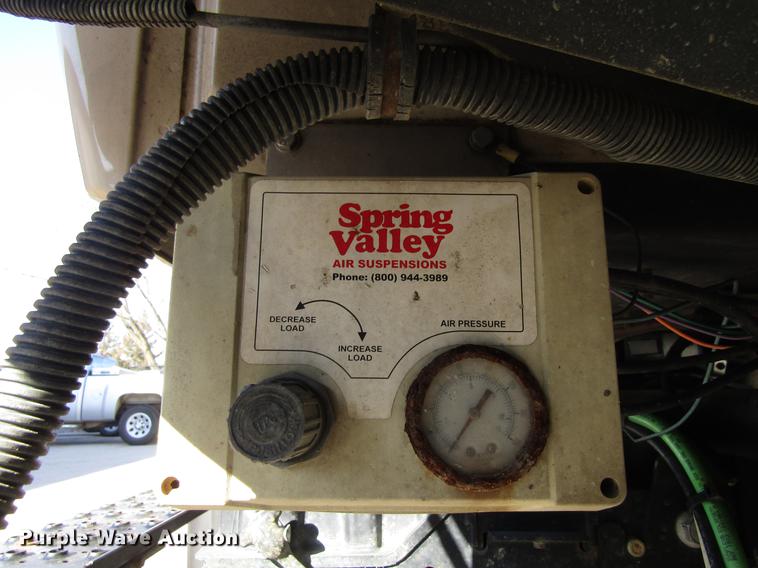 Spring
Valley
AIR SUSPENSIONS
Phone: (800) 944-3989
DECREASE
LOAD
INCREASE
LOAD
AIR PRESSURE
Purple Wave Auction